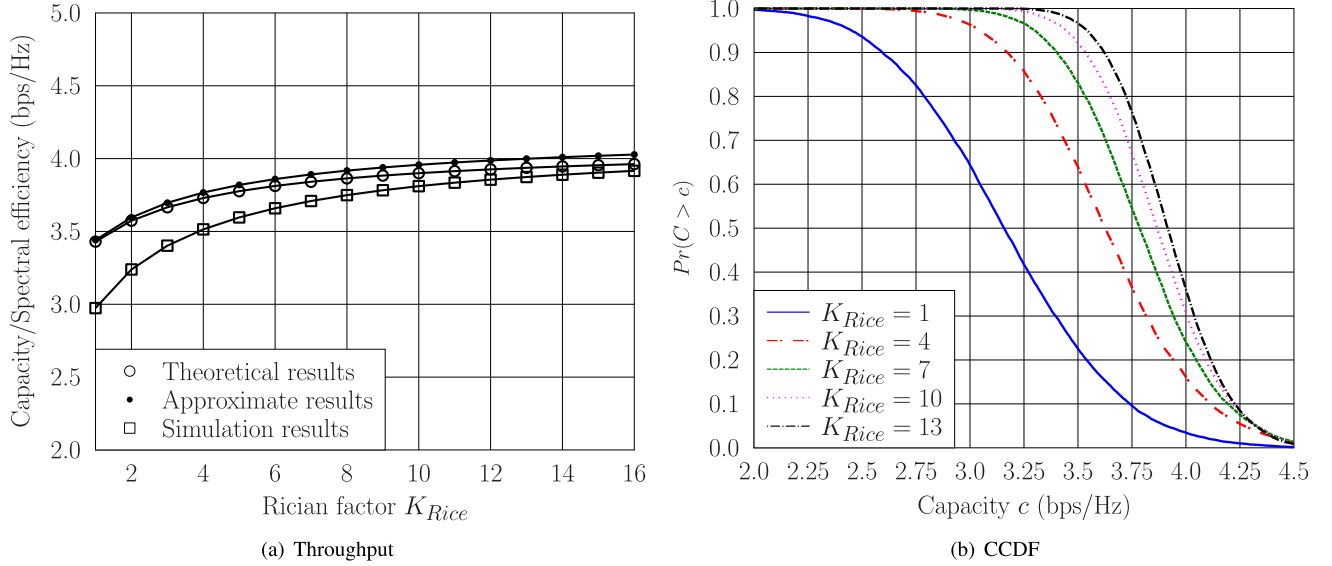 Capacity/Spectral efficiency (bps/Hz)
5.0
4.5
4.0
3.5
3.0
2.5
2.0
Theoretical results
Approximate results
Simulation results
2 4 6 8 10 12 14 16
Rician factor K_Rice
(a) Throughput
Pr(C > c)
1.0
0.9
0.8
0.7
0.6
0.5
0.4
0.3
0.2
0.1
0.0
K_Rice = 1
K_Rice = 4
K_Rice = 7
K_Rice = 10
K_Rice = 13
2.0 2.25 2.5 2.75 3.0 3.25 3.5 3.75 4.0 4.25 4.5
Capacity c (bps/Hz)
(b) CCDF